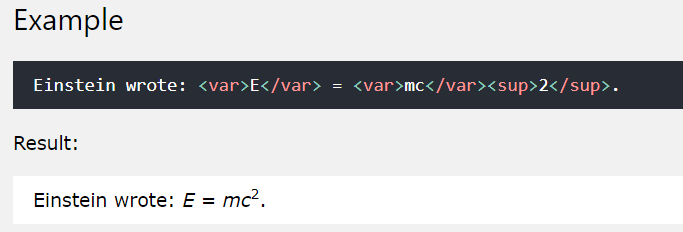 Example
Einstein wrote: <var>E</var> = <var>mc</var><sup>2</sup>.
Result:
Einstein wrote: E = mc².